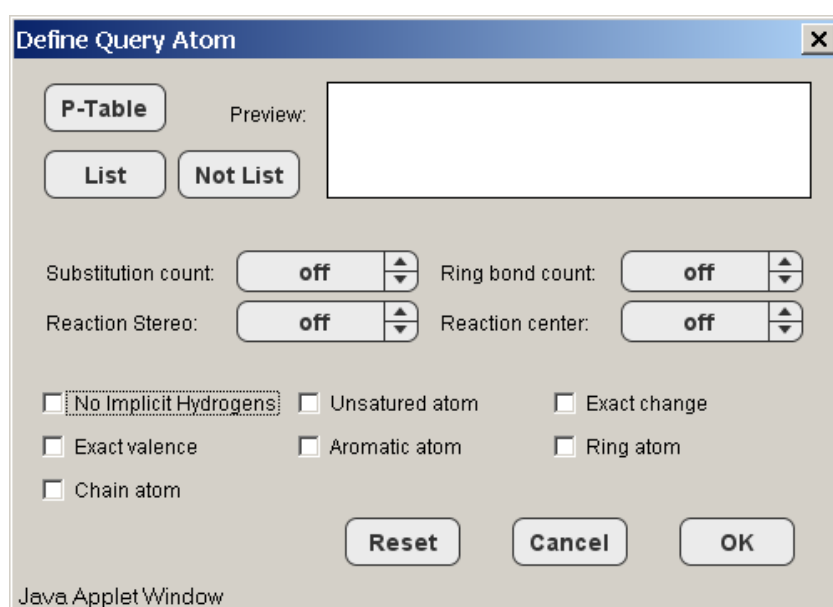 Define Query Atom
P-Table
Preview:
List Not List
Substitution count: off Ring bond count: off
Reaction Stereo: off Reaction center: off
No Implicit Hydrogens Unsatured atom Exact change
Exact valence Aromatic atom Ring atom
Chain atom
Reset Cancel OK
Java Applet Window